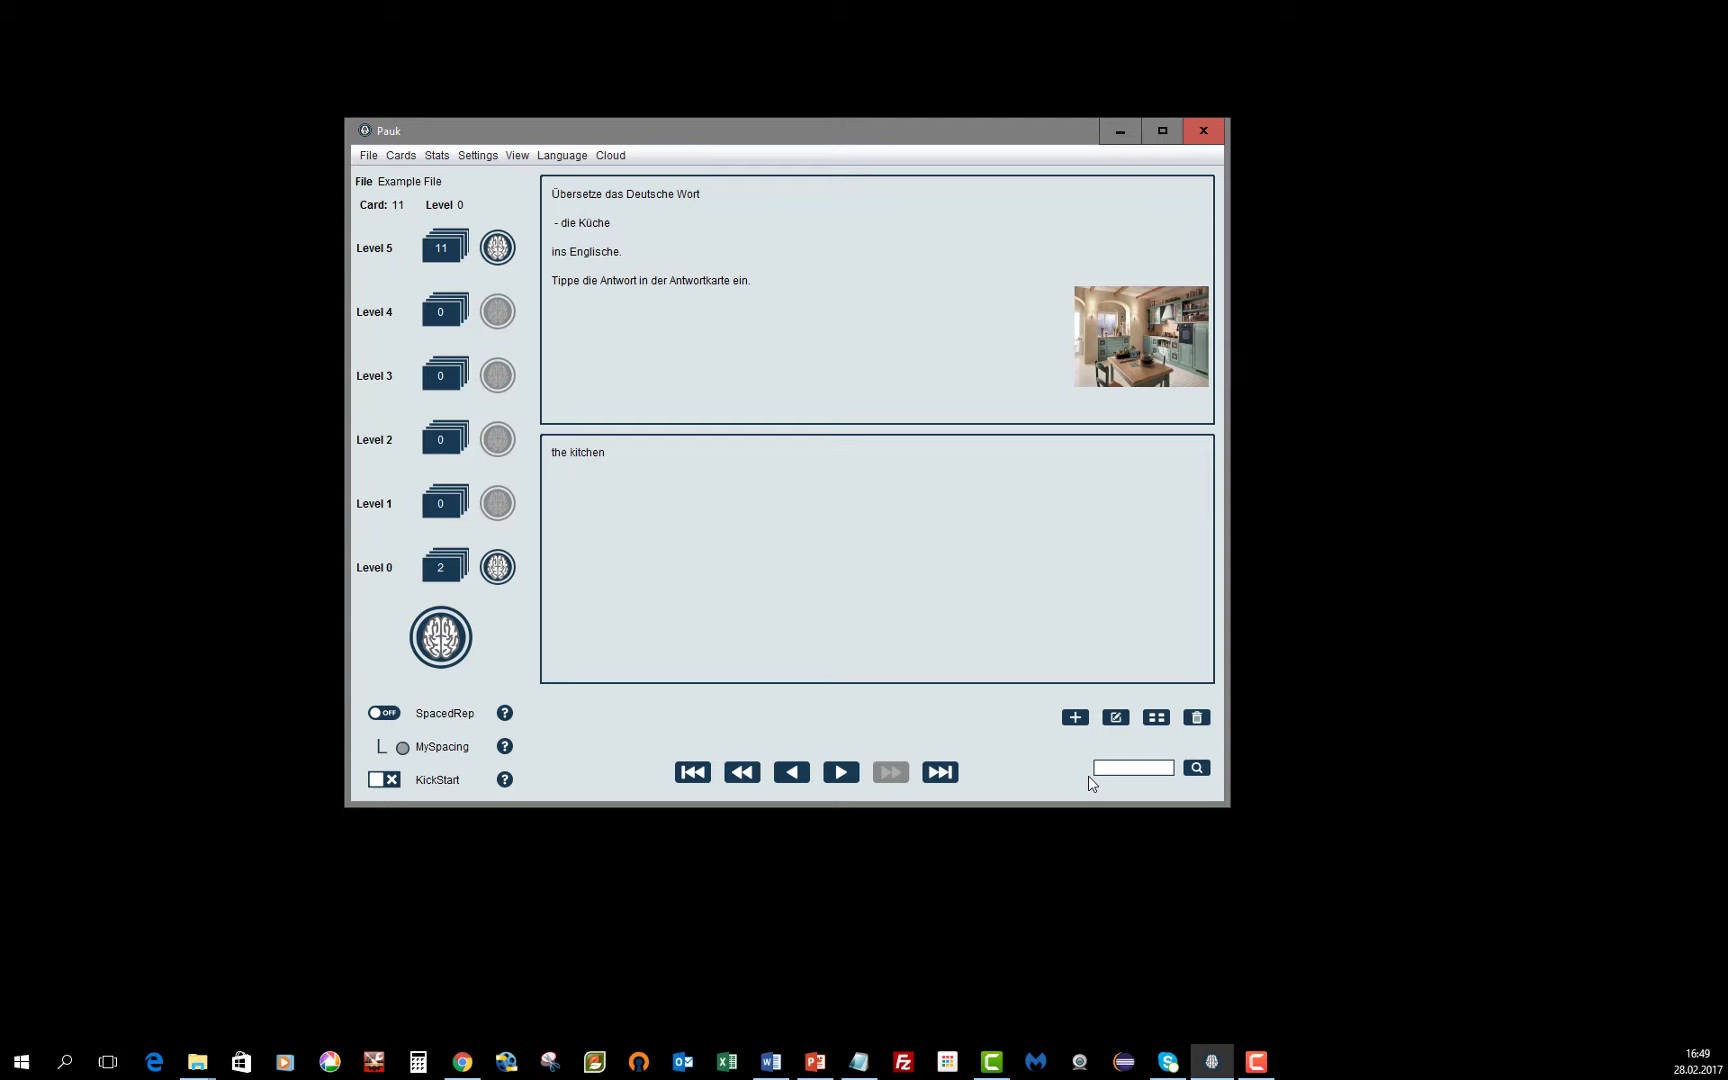 Pauk
File Cards Stats Settings View Language Cloud
File Example File
Card: 11 Level 0
Level 5 11
Level 4 0
Level 3 0
Level 2 0
Level 1 0
Level 0 2
Übersetze das Deutsche Wort
- die Küche
ins Englische.
Tippe die Antwort in der Antwortkarte ein.
the kitchen
OFF SpacedRep ?
MySpacing ?
KickStart ?
16:49
28.02.2017